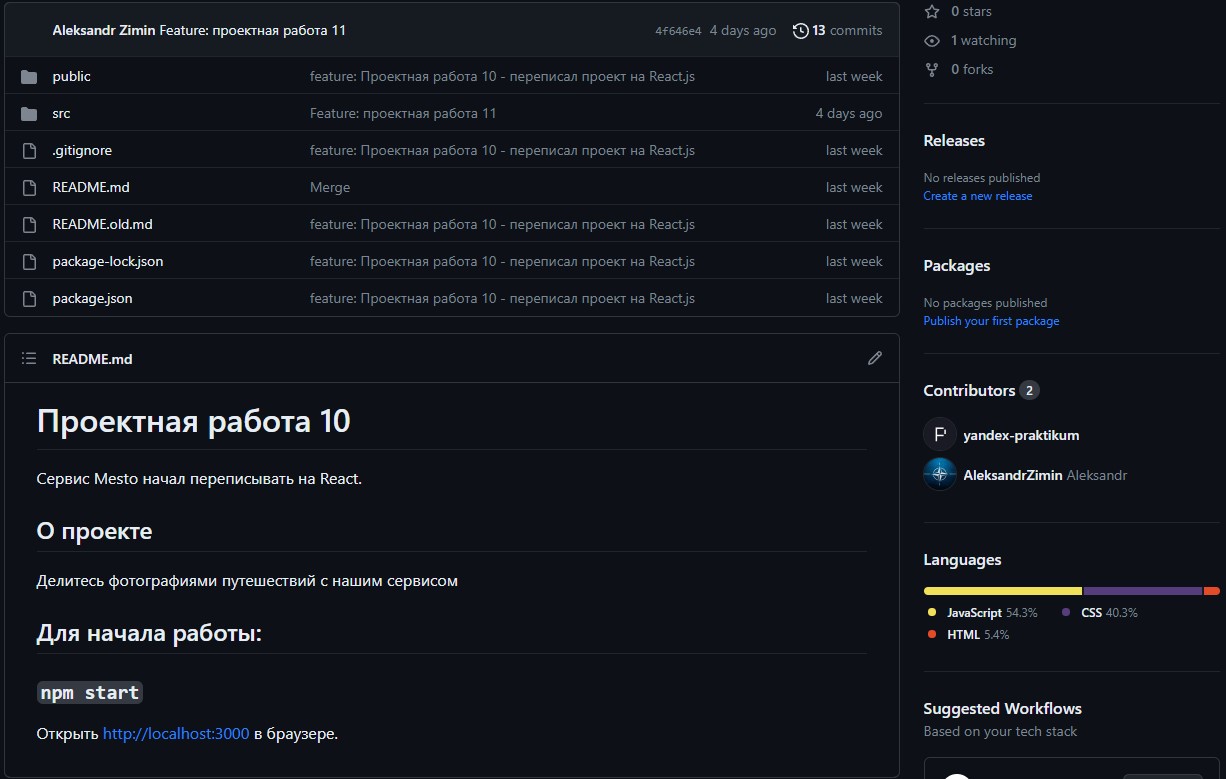 Aleksandr Zimin Feature: проектная работа 11 4f646e4 4 days ago 13 commits
public feature: Проектная работа 10 - переписал проект на React.js last week
src Feature: проектная работа 11 4 days ago
.gitignore feature: Проектная работа 10 - переписал проект на React.js last week
README.md Merge last week
README.old.md feature: Проектная работа 10 - переписал проект на React.js last week
package-lock.json feature: Проектная работа 10 - переписал проект на React.js last week
package.json feature: Проектная работа 10 - переписал проект на React.js last week
README.md
Проектная работа 10
Сервис Mesto начал переписывать на React.
О проекте
Делитесь фотографиями путешествий с нашим сервисом
Для начала работы:
npm start
Открыть http://localhost:3000 в браузере.
0 stars
1 watching
0 forks
Releases
No releases published
Create a new release
Packages
No packages published
Publish your first package
Contributors 2
yandex-praktikum
AleksandrZimin Aleksandr
Languages
JavaScript 54.3% CSS 40.3%
HTML 5.4%
Suggested Workflows
Based on your tech stack